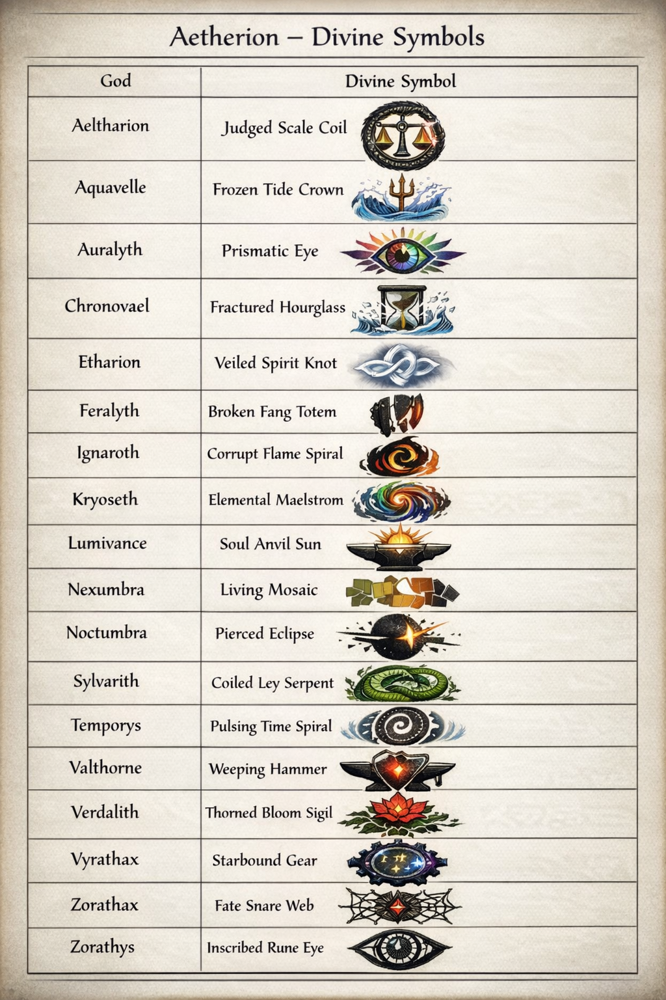 Aetherion – Divine Symbols
God Divine Symbol
Aeltharion Judged Scale Coil
Aquavelle Frozen Tide Crown
Auralyth Prismatic Eye
Chronovael Fractured Hourglass
Etharion Veiled Spirit Knot
Feralyth Broken Fang Totem
Ignaroth Corrupt Flame Spiral
Kryoseth Elemental Maelstrom
Lumivance Soul Anvil Sun
Nexumbra Living Mosaic
Noctumbra Pierced Eclipse
Sylvarith Coiled Ley Serpent
Temporys Pulsing Time Spiral
Valthorne Weeping Hammer
Verdalith Thorned Bloom Sigil
Vyrathax Starbound Gear
Zorathax Fate Snare Web
Zorathys Inscribed Rune Eye